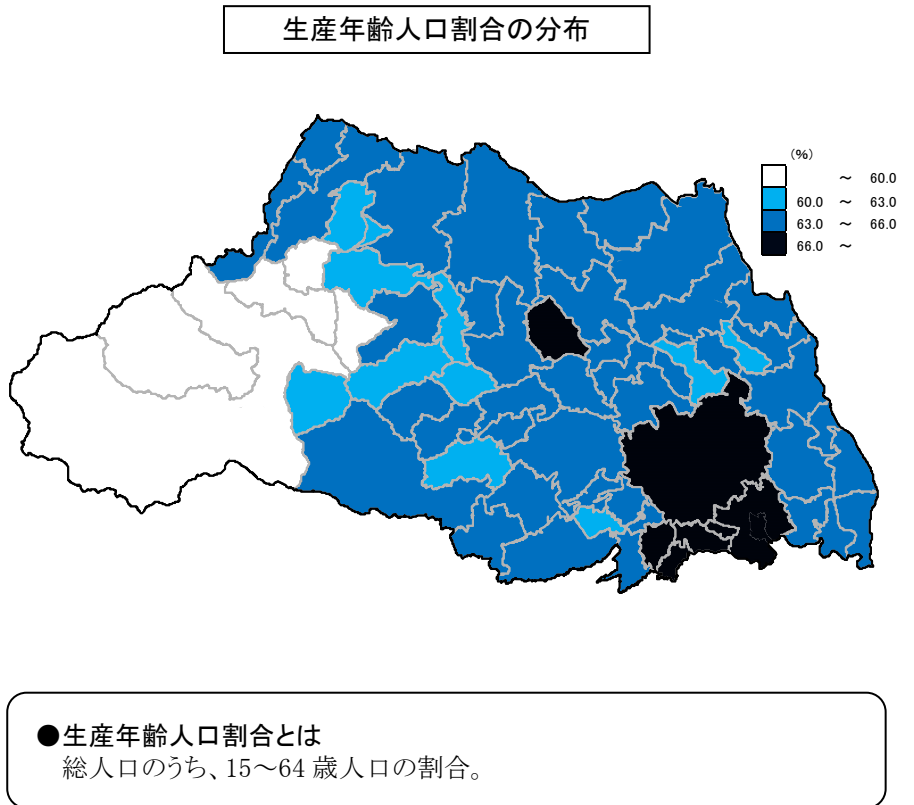 生産年齢人口割合の分布
(%)
～ 60.0
60.0 ～ 63.0
63.0 ～ 66.0
66.0 ～
●生産年齢人口割合とは
総人口のうち、15～64 歳人口の割合。